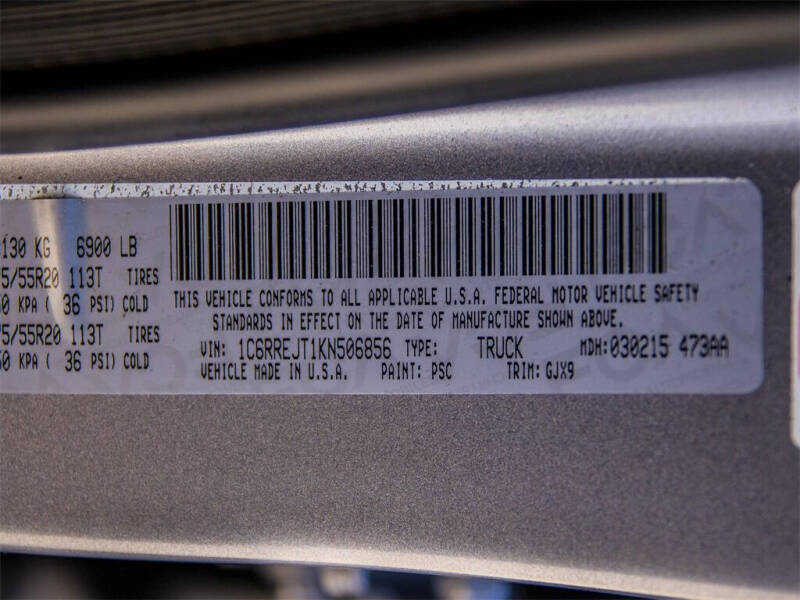 130 KG 6900 LB
5/55R20 113T TIRES
0 KPA ( 36 PSI) COLD
5/55R20 113T TIRES
0 KPA ( 36 PSI) COLD
THIS VEHICLE CONFORMS TO ALL APPLICABLE U.S.A. FEDERAL MOTOR VEHICLE SAFETY
STANDARDS IN EFFECT ON THE DATE OF MANUFACTURE SHOWN ABOVE.
VIN: 1C6RREJT1KN506856 TYPE: TRUCK MDH:030215 473AA
VEHICLE MADE IN U.S.A. PAINT: PSC TRIM: GJX9